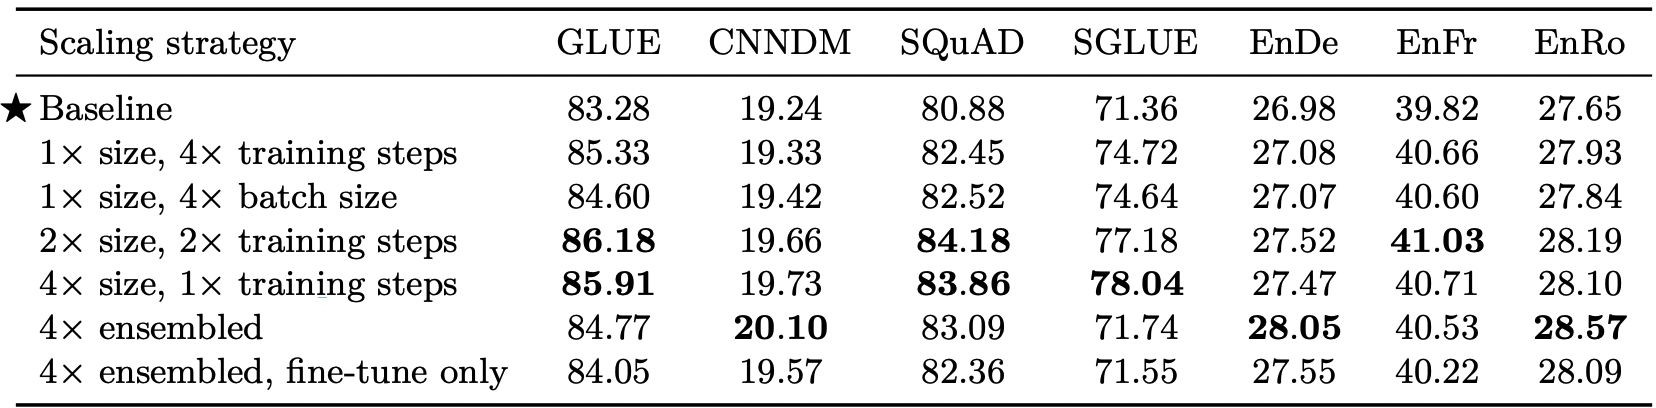 Scaling strategy GLUE CNNDM SQuAD SGLUE EnDe EnFr EnRo
★ Baseline 83.28 19.24 80.88 71.36 26.98 39.82 27.65
1× size, 4× training steps 85.33 19.33 82.45 74.72 27.08 40.66 27.93
1× size, 4× batch size 84.60 19.42 82.52 74.64 27.07 40.60 27.84
2× size, 2× training steps 86.18 19.66 84.18 77.18 27.52 41.03 28.19
4× size, 1× training steps 85.91 19.73 83.86 78.04 27.47 40.71 28.10
4× ensembled 84.77 20.10 83.09 71.74 28.05 40.53 28.57
4× ensembled, fine-tune only 84.05 19.57 82.36 71.55 27.55 40.22 28.09